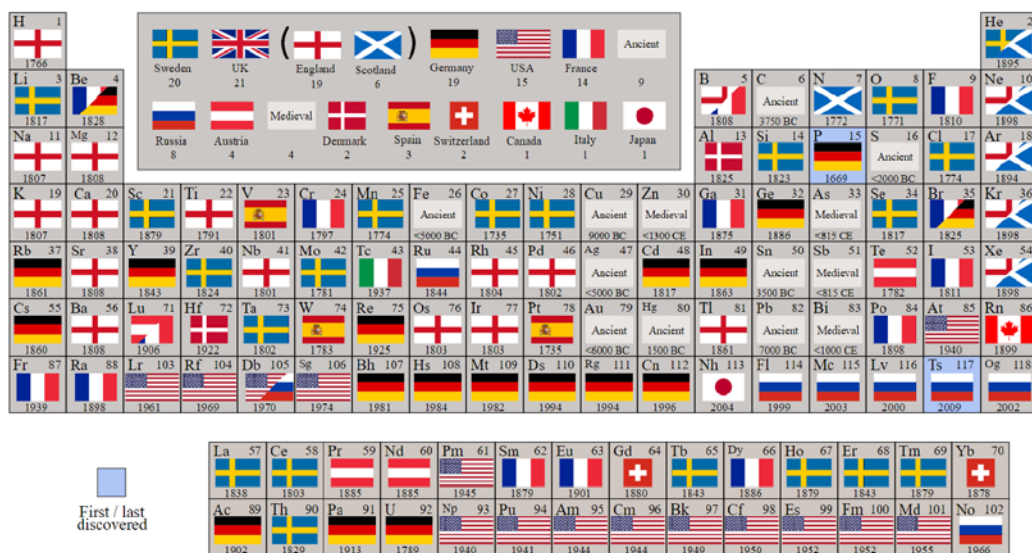 H 1 He 2
Sweden UK ( England Scotland ) Germany USA France Ancient
1766 20 21 19 6 19 15 14 9 1895
Li 3 Be 4 B 5 C 6 N 7 O 8 F 9 Ne 10
Ancient
1817 1828 1808 3750 BC 1772 1771 1810 1898
Medieval
Russia Austria Denmark Spain Switzerland Canada Italy Japan
8 4 4 2 3 2 1 1 1
Na 11 Mg 12 Al 13 Si 14 P 15 S 16 Cl 17 Ar 18
Ancient
1807 1808 1825 1823 1669 <2000 BC 1774 1894
K 19 Ca 20 Sc 21 Ti 22 V 23 Cr 24 Mn 25 Fe 26 Co 27 Ni 28 Cu 29 Zn 30 Ga 31 Ge 32 As 33 Se 34 Br 35 Kr 36
Ancient Ancient Medieval Medieval
1807 1808 1879 1791 1801 1797 1774 <5000 BC 1735 1751 9000 BC <1300 CE 1875 1886 <815 CE 1817 1825 1898
Rb 37 Sr 38 Y 39 Zr 40 Nb 41 Mo 42 Tc 43 Ru 44 Rh 45 Pd 46 Ag 47 Cd 48 In 49 Sn 50 Sb 51 Te 52 I 53 Xe 54
Ancient Ancient Medieval
1861 1808 1843 1824 1801 1781 1937 1844 1804 1802 <5000 BC 1817 1863 3500 BC <815 CE 1782 1811 1898
Cs 55 Ba 56 Lu 71 Hf 72 Ta 73 W 74 Re 75 Os 76 Ir 77 Pt 78 Au 79 Hg 80 Tl 81 Pb 82 Bi 83 Po 84 At 85 Rn 86
Ancient Ancient Ancient Medieval
1860 1808 1906 1922 1802 1783 1925 1803 1803 1735 <6000 BC 1500 BC 1861 7000 BC <1000 CE 1898 1940 1899
Fr 87 Ra 88 Lr 103 Rf 104 Db 105 Sg 106 Bh 107 Hs 108 Mt 109 Ds 110 Rg 111 Cn 112 Nh 113 Fl 114 Mc 115 Lv 116 Ts 117 Og 118
1939 1898 1961 1969 1970 1974 1981 1984 1982 1994 1994 1996 2004 1999 2003 2000 2009 2002
La 57 Ce 58 Pr 59 Nd 60 Pm 61 Sm 62 Eu 63 Gd 64 Tb 65 Dy 66 Ho 67 Er 68 Tm 69 Yb 70
1838 1803 1885 1885 1945 1879 1901 1880 1843 1886 1879 1843 1879 1878
First / last
discovered
Ac 89 Th 90 Pa 91 U 92 Np 93 Pu 94 Am 95 Cm 96 Bk 97 Cf 98 Es 99 Fm 100 Md 101 No 102
1902 1829 1913 1789 1940 1941 1944 1944 1949 1950 1952 1952 1955 1966